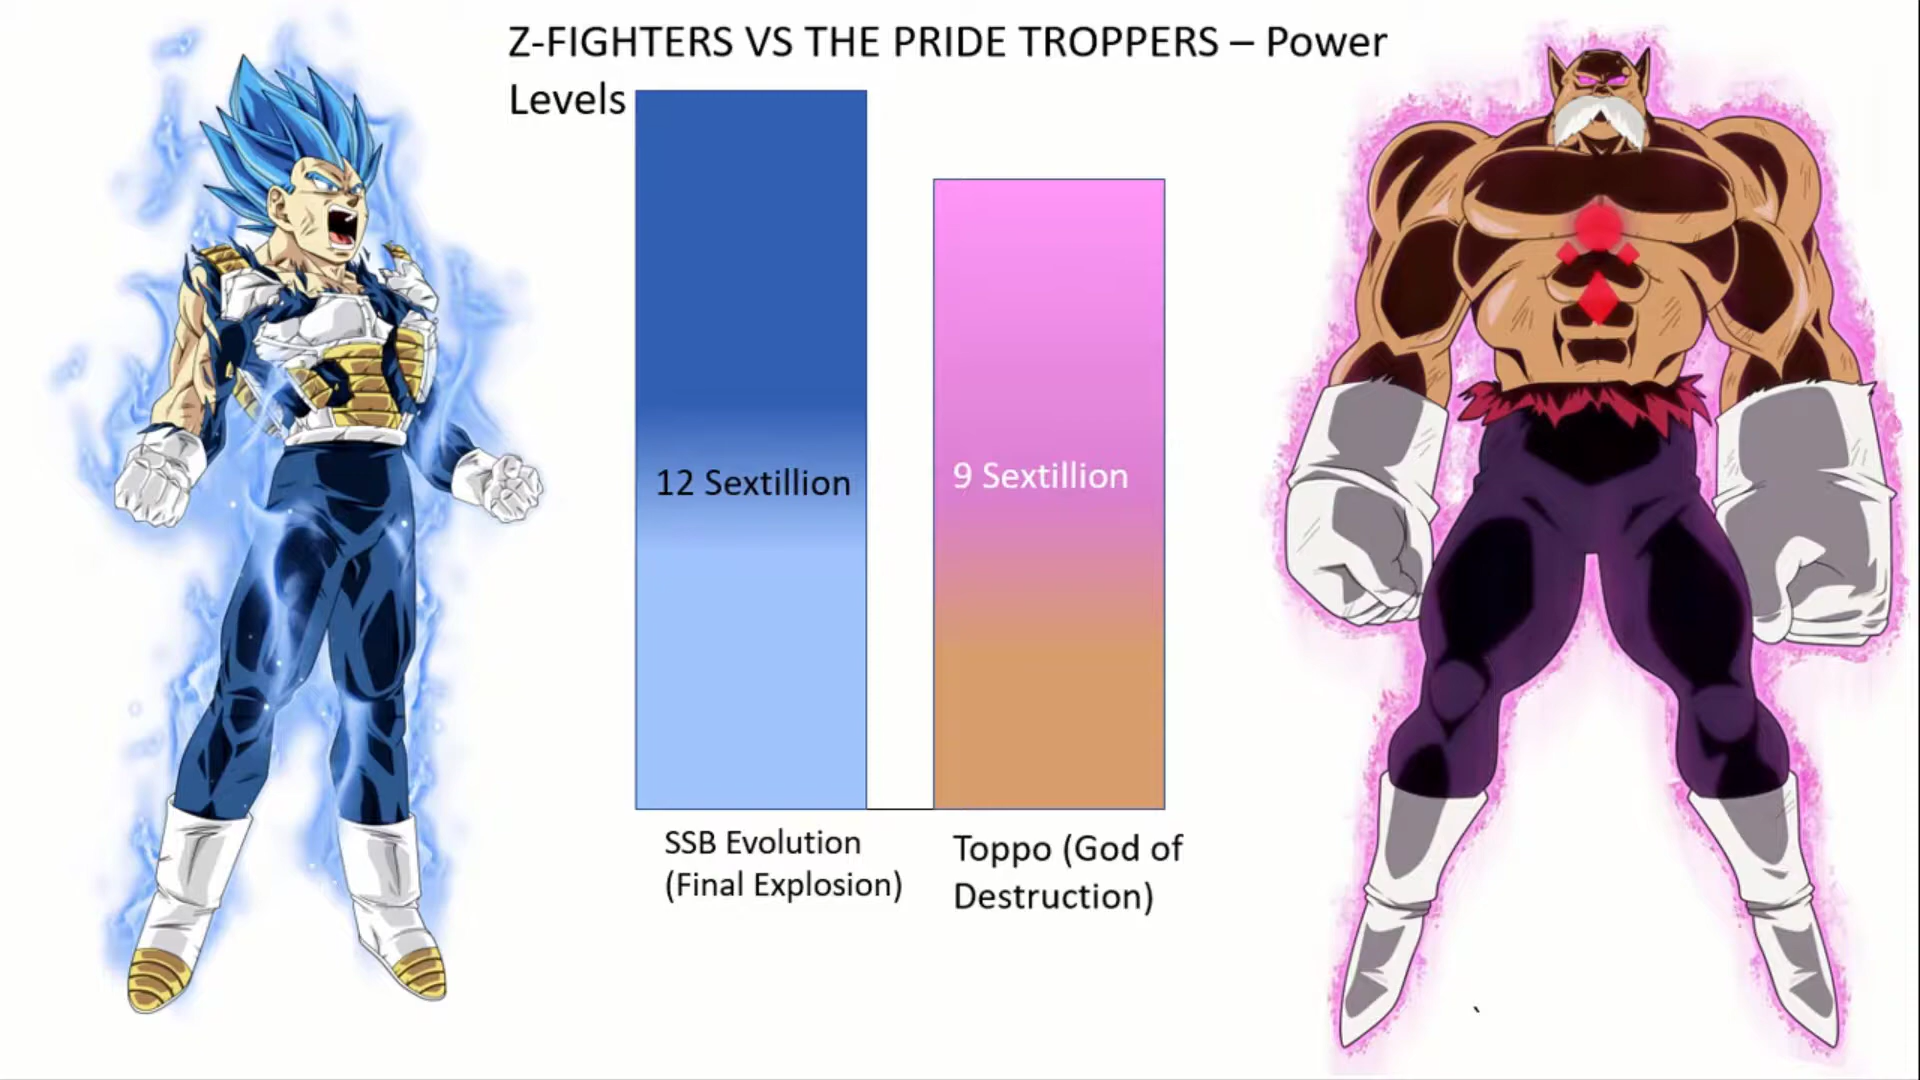 Z-FIGHTERS VS THE PRIDE TROPPERS – Power
Levels
12 Sextillion
9 Sextillion
SSB Evolution
(Final Explosion)
Toppo (God of
Destruction)
`